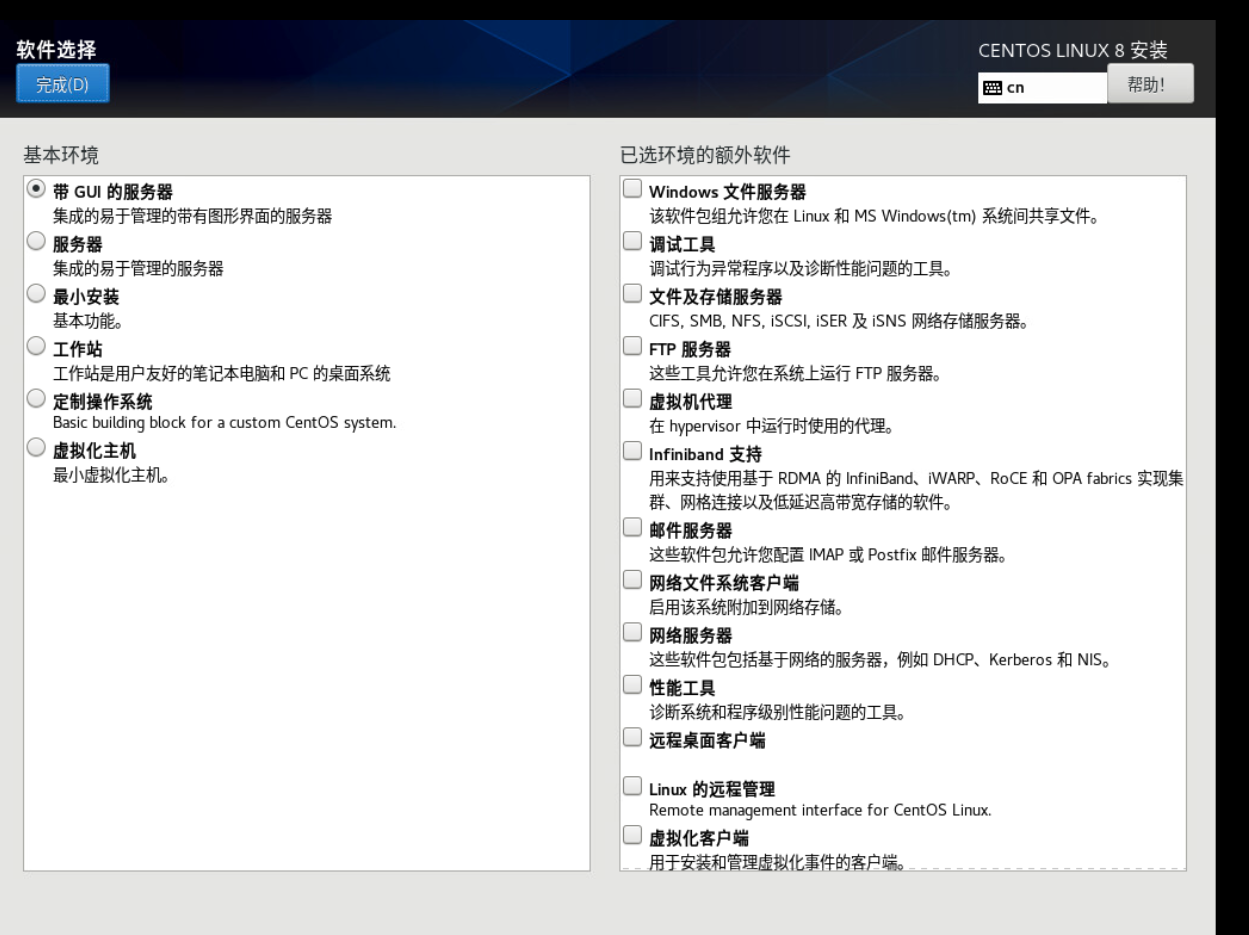 软件选择
CENTOS LINUX 8 安装
完成(D)
cn
帮助！
基本环境
带 GUI 的服务器
集成的易于管理的带有图形界面的服务器
服务器
集成的易于管理的服务器
最小安装
基本功能。
工作站
工作站是用户友好的笔记本电脑和 PC 的桌面系统
定制操作系统
Basic building block for a custom CentOS system.
虚拟化主机
最小虚拟化主机。
已选环境的额外软件
Windows 文件服务器
该软件包组允许您在 Linux 和 MS Windows(tm) 系统间共享文件。
调试工具
调试行为异常程序以及诊断性能问题的工具。
文件及存储服务器
CIFS, SMB, NFS, iSCSI, iSER 及 iSNS 网络存储服务器。
FTP 服务器
这些工具允许您在系统上运行 FTP 服务器。
虚拟机代理
在 hypervisor 中运行时使用的代理。
Infiniband 支持
用来支持使用基于 RDMA 的 InfiniBand、iWARP、RoCE 和 OPA fabrics 实现集
群、网格连接以及低延迟高带宽存储的软件。
邮件服务器
这些软件包允许您配置 IMAP 或 Postfix 邮件服务器。
网络文件系统客户端
启用该系统附加到网络存储。
网络服务器
这些软件包包括基于网络的服务器，例如 DHCP、Kerberos 和 NIS。
性能工具
诊断系统和程序级别性能问题的工具。
远程桌面客户端
Linux 的远程管理
Remote management interface for CentOS Linux.
虚拟化客户端
用于安装和管理虚拟化事件的客户端。